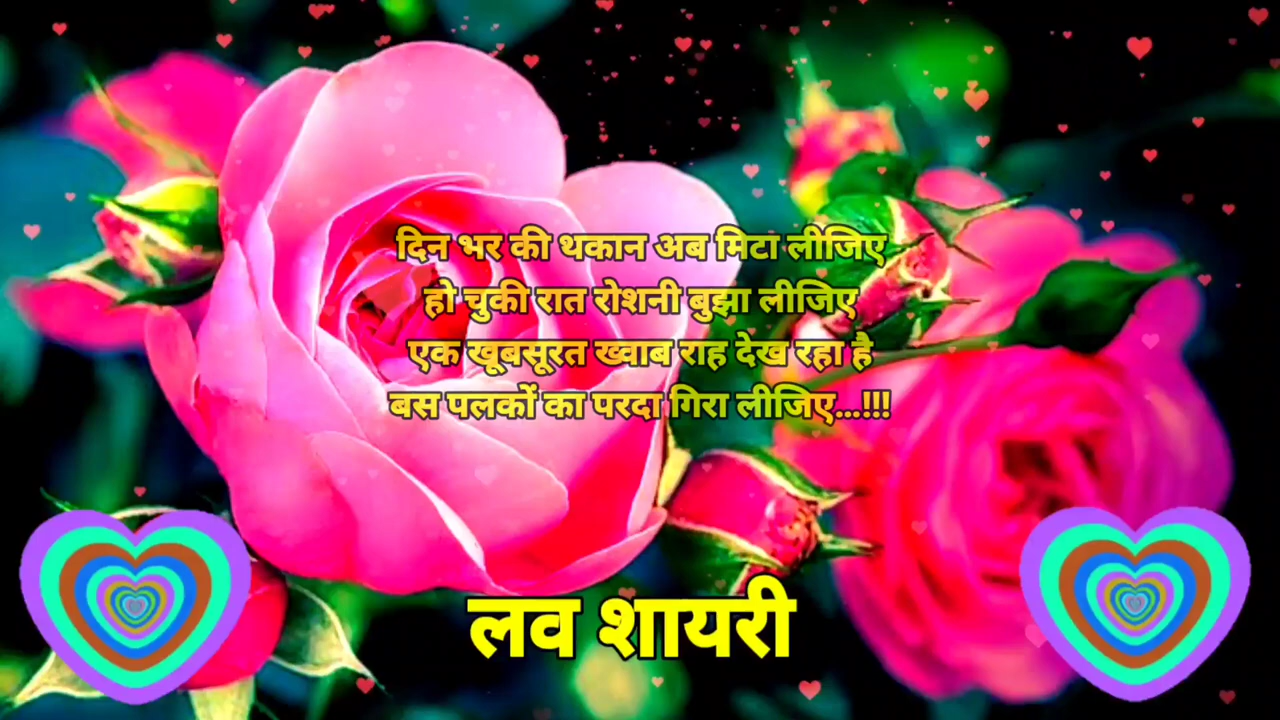 दिन भर की थकान अब मिटा लीजिए
हो चुकी रात रोशनी बुझा लीजिए
एक खूबसूरत ख्वाब राह देख रहा है
बस पलकों का परदा गिरा लीजिए...!!!
लव शायरी